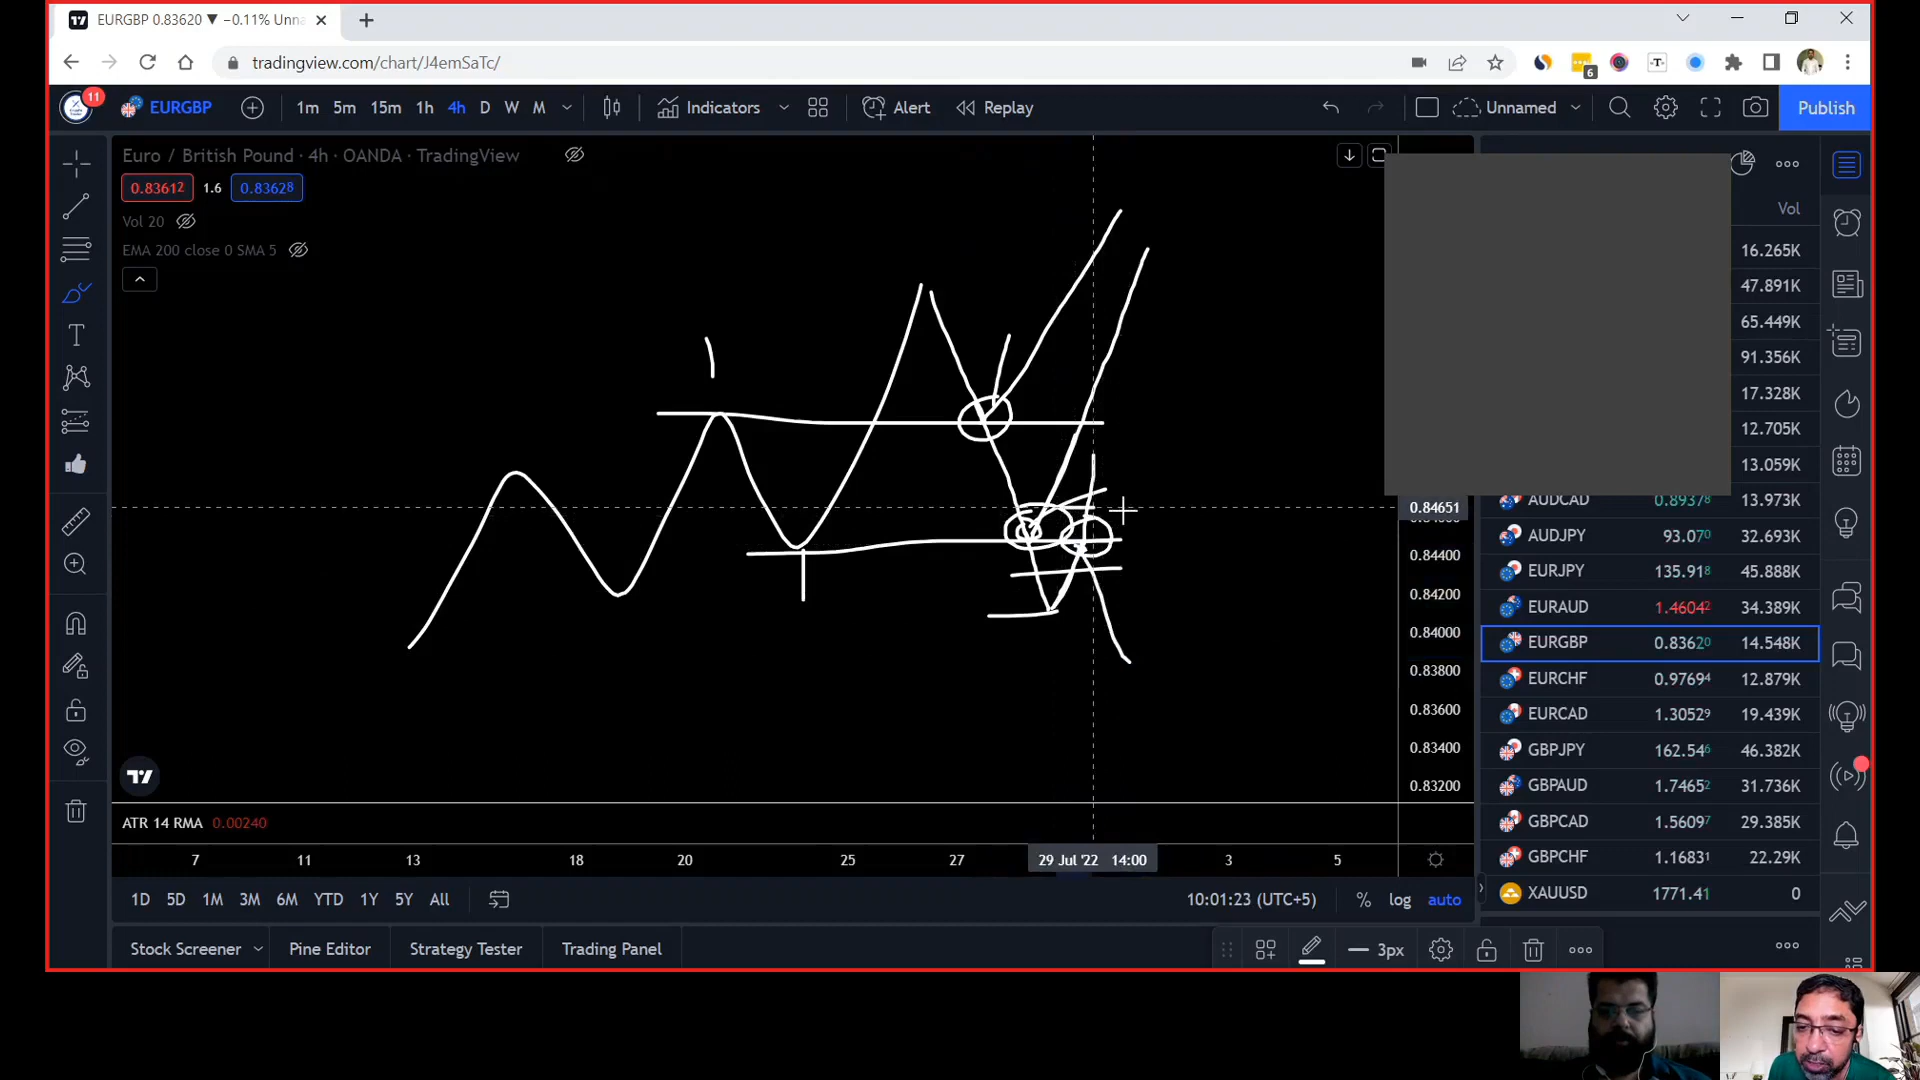 EURGBP 0.83620 ▼ −0.11% Unna
tradingview.com/chart/J4emSaTc/
6
11
EURGBP
1m 5m 15m 1h 4h D W M
Indicators
Alert
Replay
Unnamed
Publish
Euro / British Pound · 4h · OANDA · TradingView
0.83612 1.6 0.83628
Vol 20
EMA 200 close 0 SMA 5
Vol
16.265K
47.891K
65.449K
91.356K
17.328K
12.705K
13.059K
AUDCAD 0.89378 13.973K
AUDJPY 93.070 32.693K
EURJPY 135.918 45.888K
EURAUD 1.46042 34.389K
EURGBP 0.83620 14.548K
EURCHF 0.97694 12.879K
EURCAD 1.30529 19.439K
GBPJPY 162.546 46.382K
GBPAUD 1.74652 31.736K
GBPCAD 1.56097 29.385K
GBPCHF 1.16831 22.29K
XAUUSD 1771.41 0
0.84651
0.84400
0.84200
0.84000
0.83800
0.83600
0.83400
0.83200
ATR 14 RMA 0.00240
7 11 13 18 20 25 27 29 Jul '22 14:00 3 5
1D 5D 1M 3M 6M YTD 1Y 5Y All
10:01:23 (UTC+5) % log auto
Stock Screener Pine Editor Strategy Tester Trading Panel
3px